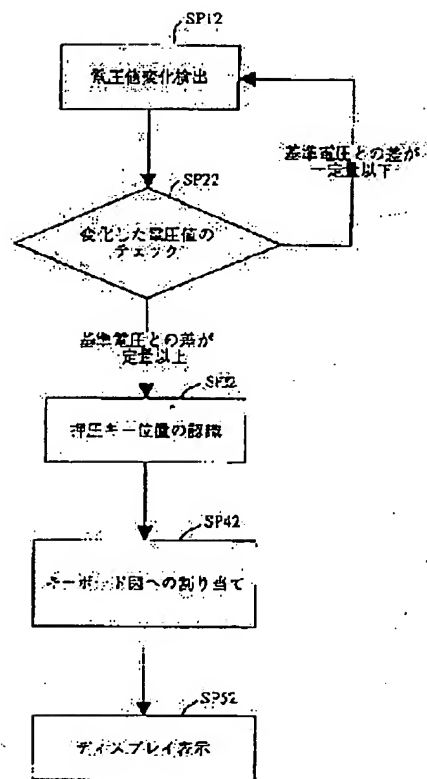 SP12
電圧値変化検出
基準電圧との差が
一定量以下
SP22
変化した電圧値の
チェック
基準電圧との差が
定量以上
SP32
押圧キー位置の認識
SP42
キーボード図への割り当て
SP52
ディスプレイ表示